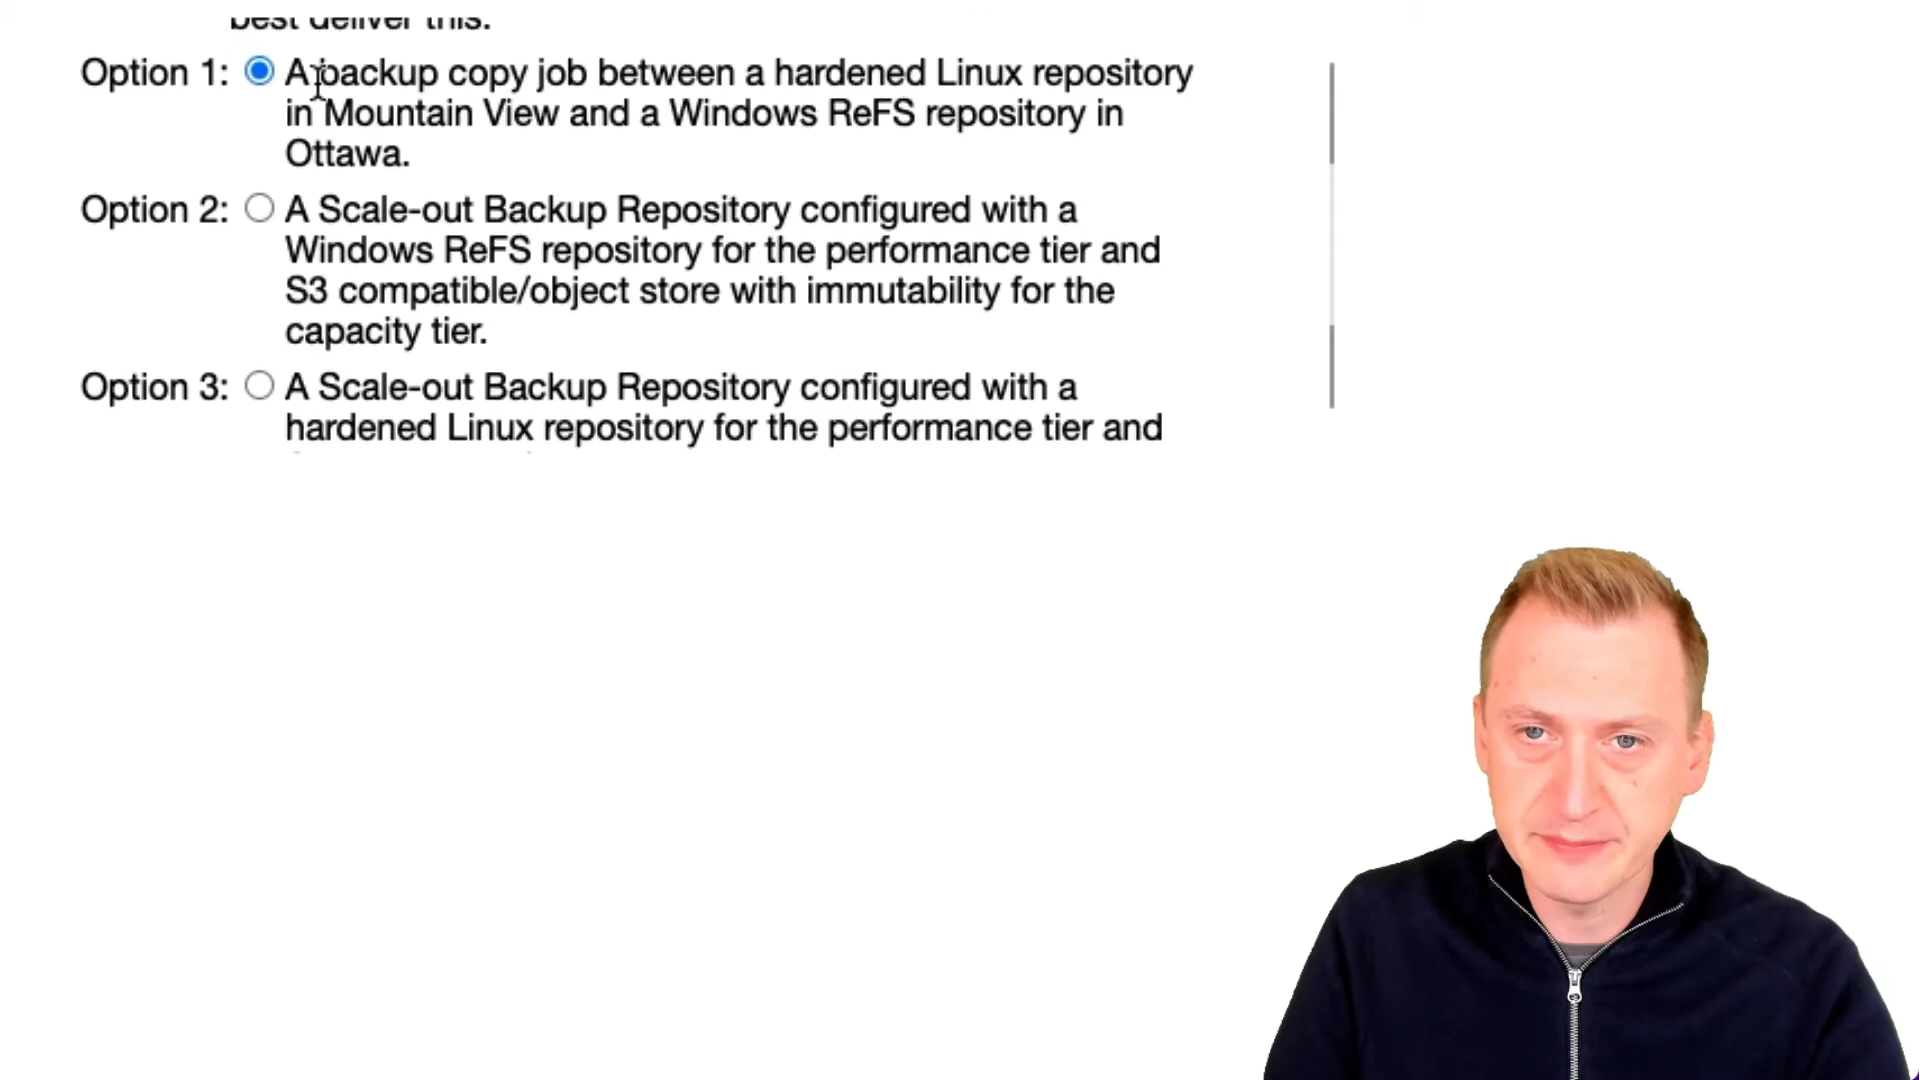 best deliver this.
Option 1: A backup copy job between a hardened Linux repository
in Mountain View and a Windows ReFS repository in
Ottawa.
Option 2: A Scale-out Backup Repository configured with a
Windows ReFS repository for the performance tier and
S3 compatible/object store with immutability for the
capacity tier.
Option 3: A Scale-out Backup Repository configured with a
hardened Linux repository for the performance tier and